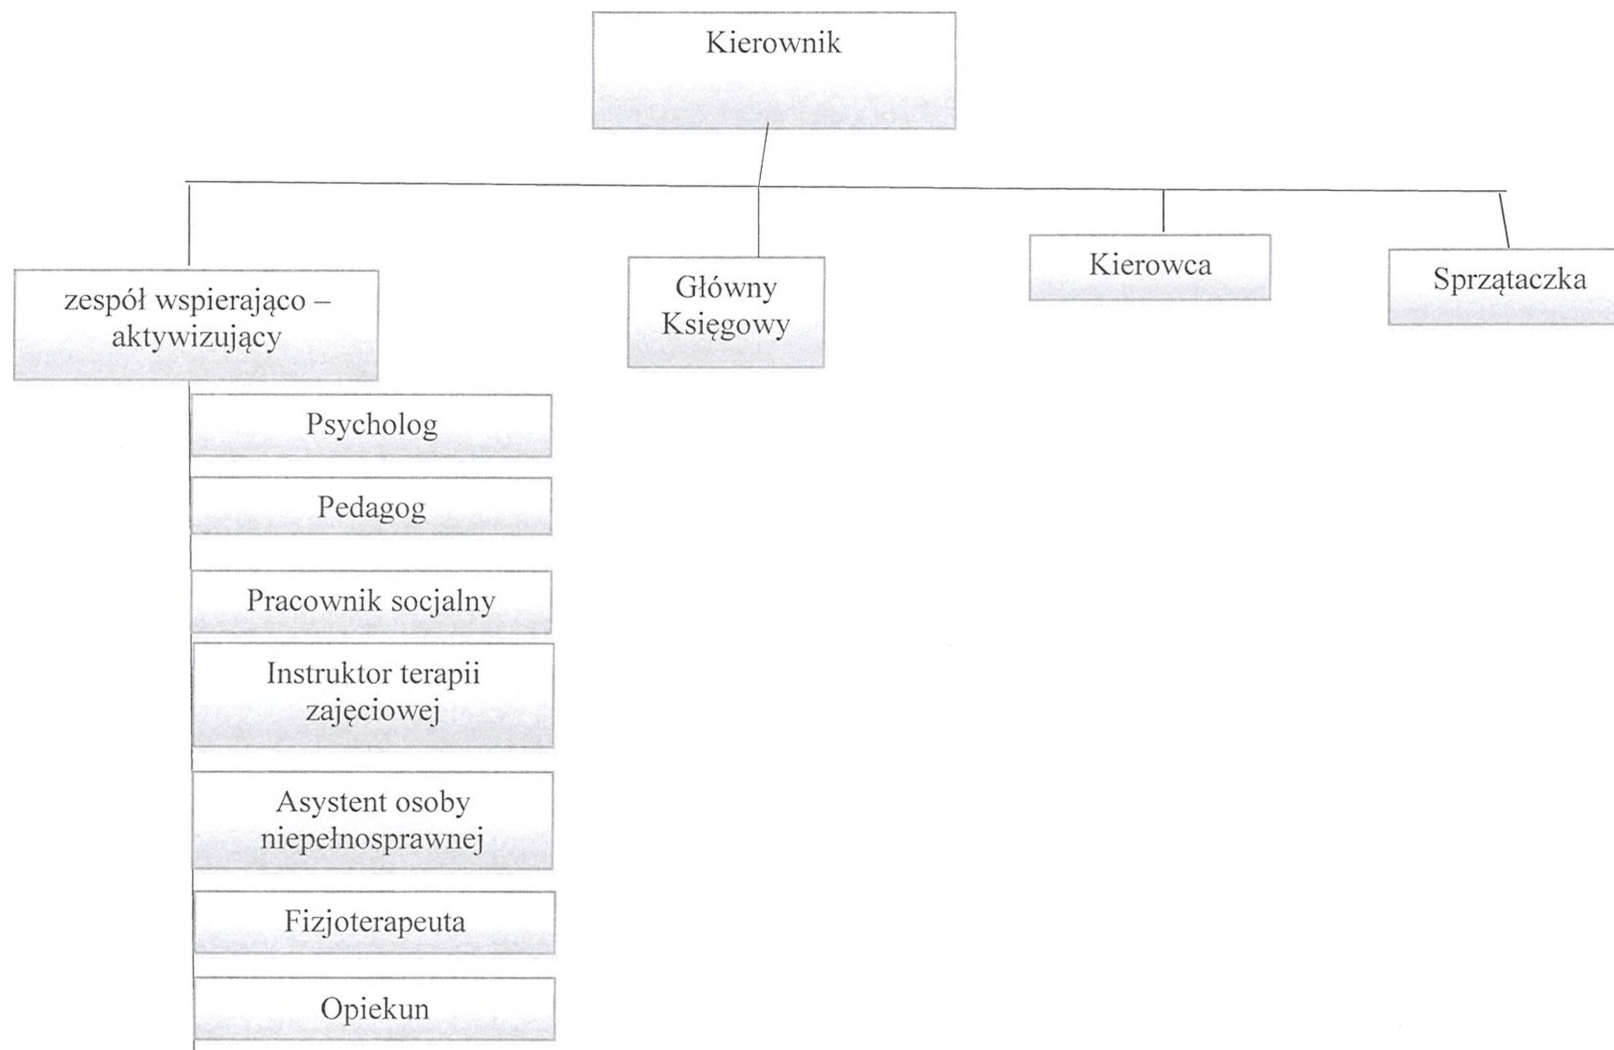 Kierownik
zespół wspierająco –
aktywizujący
Główny
Księgowy
Kierowca
Sprzątaczka
Psycholog
Pedagog
Pracownik socjalny
Instruktor terapii
zajęciowej
Asystent osoby
niepełnosprawnej
Fizjoterapeuta
Opiekun